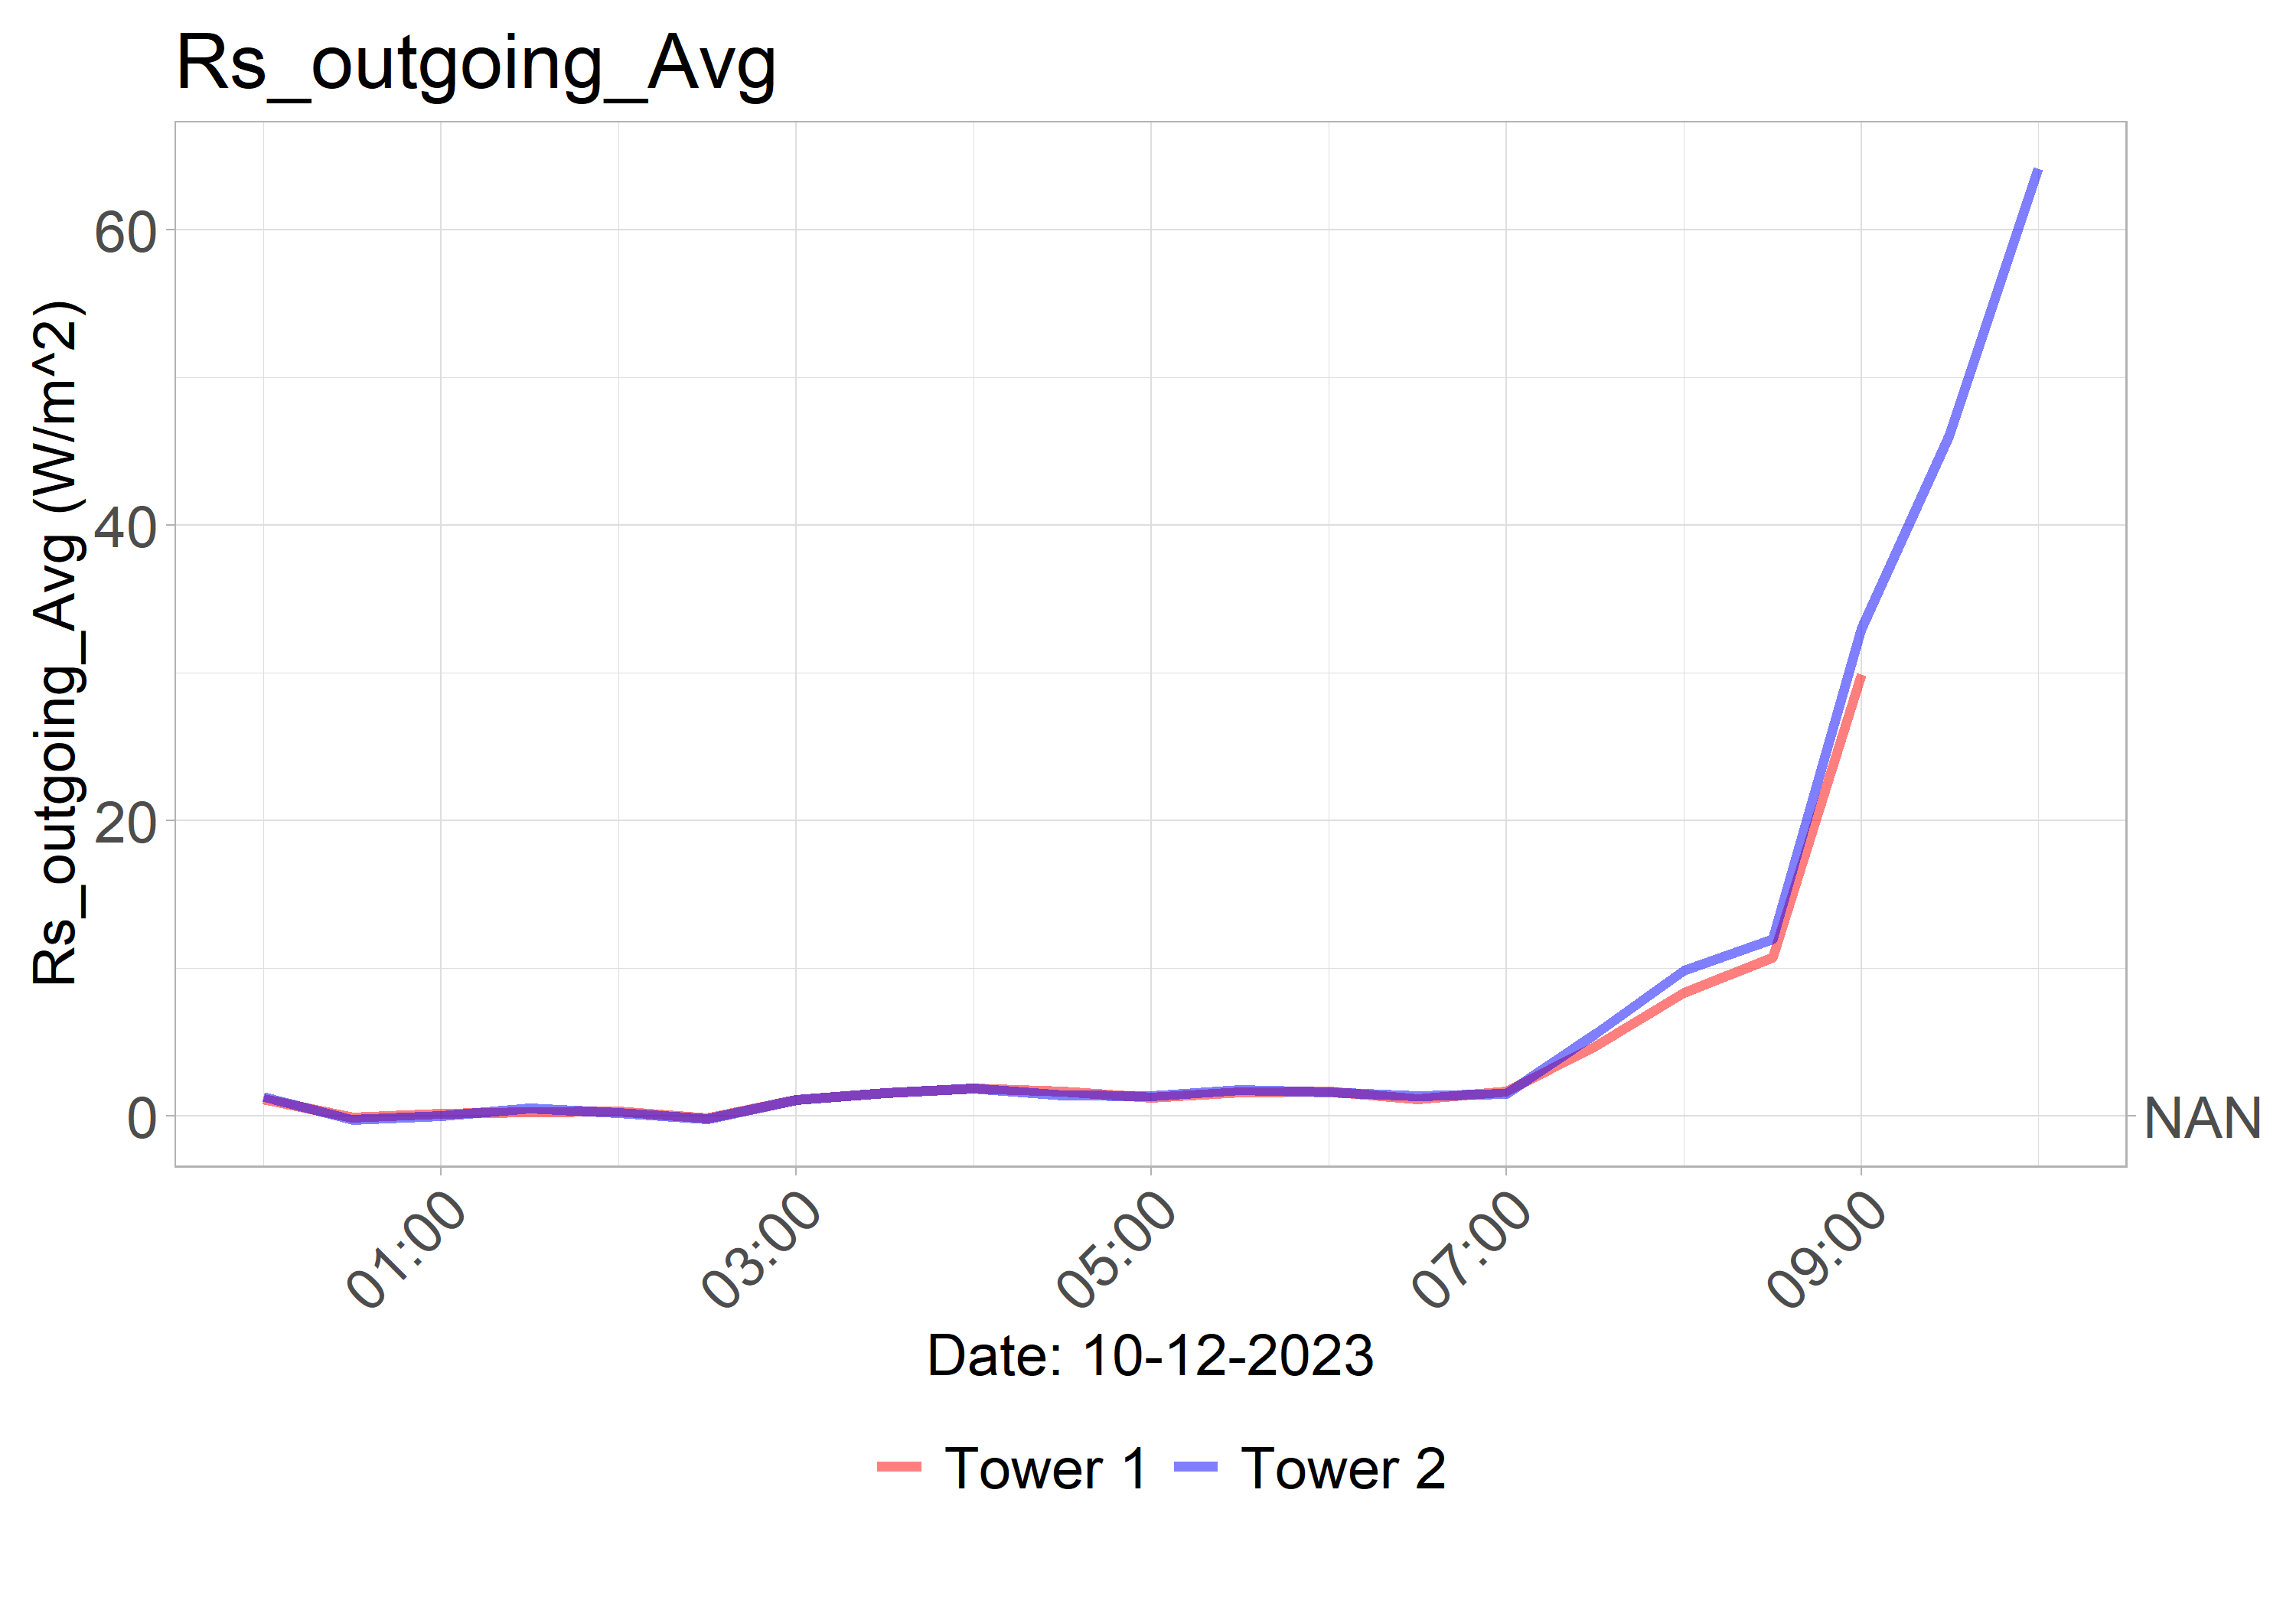 Rs_outgoing_Avg
Rs_outgoing_Avg (W/m^2)
60
40
20
0
NAN
01:00
03:00
05:00
07:00
09:00
Date: 10-12-2023
Tower 1
Tower 2